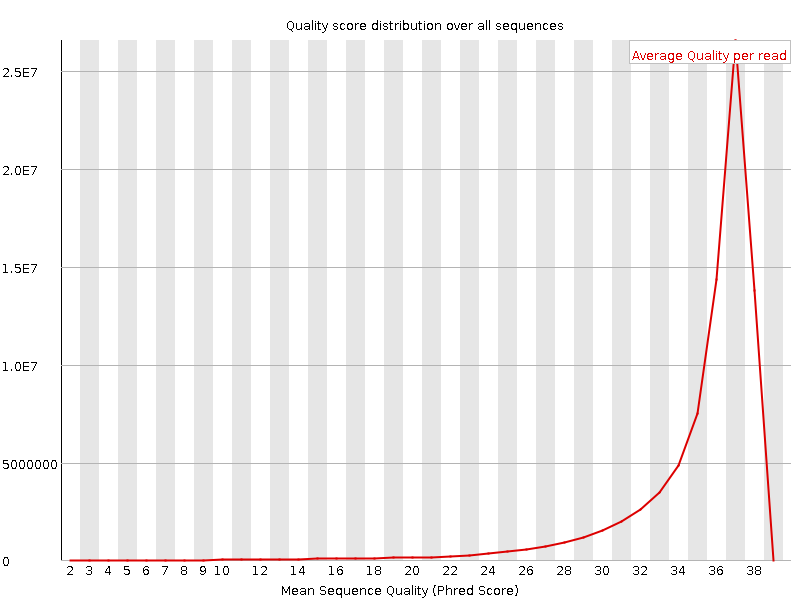 Quality score distribution over all sequences
Average Quality per read
2.5E7
2.0E7
1.5E7
1.0E7
5000000
0
2 3 4 5 6 7 8 9 10 12 14 16 18 20 22 24 26 28 30 32 34 36 38
Mean Sequence Quality (Phred Score)